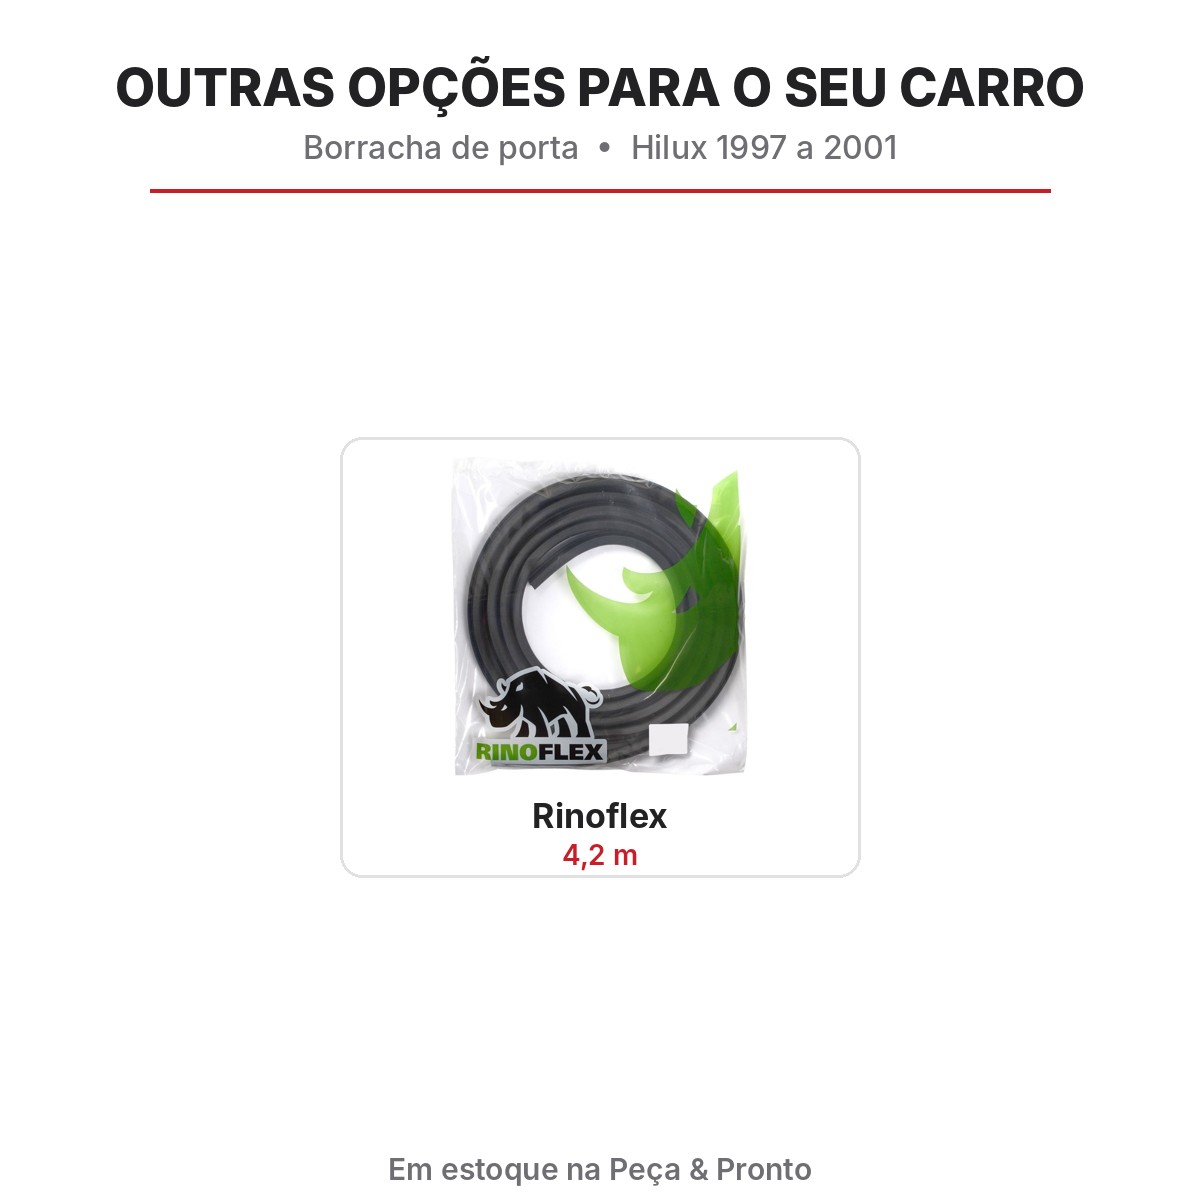 OUTRAS OPÇÕES PARA O SEU CARRO
Borracha de porta • Hilux 1997 a 2001
RINOFLEX
Rinoflex
4,2 m
Em estoque na Peça & Pronto